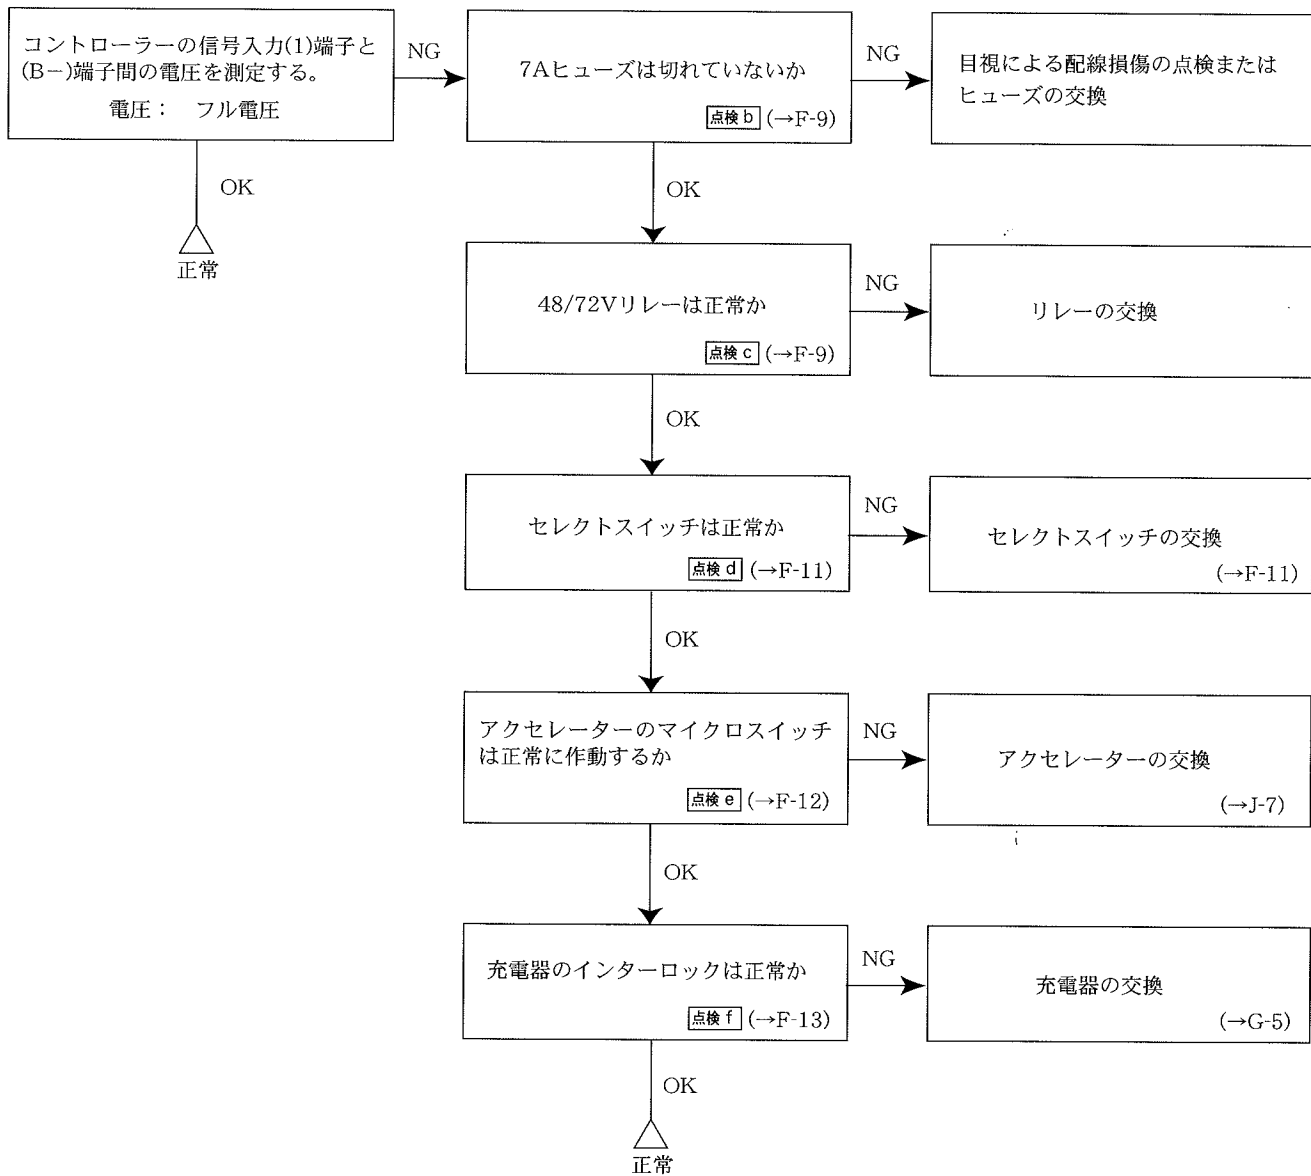 コントローラーの信号入力(1)端子と
(B−)端子間の電圧を測定する。
電圧： フル電圧
NG
7Aヒューズは切れていないか
点検 b (→F-9)
NG
目視による配線損傷の点検または
ヒューズの交換
OK
正常
OK
48/72Vリレーは正常か
点検 c (→F-9)
NG
リレーの交換
OK
セレクトスイッチは正常か
点検 d (→F-11)
NG
セレクトスイッチの交換
(→F-11)
OK
アクセレーターのマイクロスイッチ
は正常に作動するか
点検 e (→F-12)
NG
アクセレーターの交換
(→J-7)
OK
充電器のインターロックは正常か
点検 f (→F-13)
NG
充電器の交換
(→G-5)
OK
正常